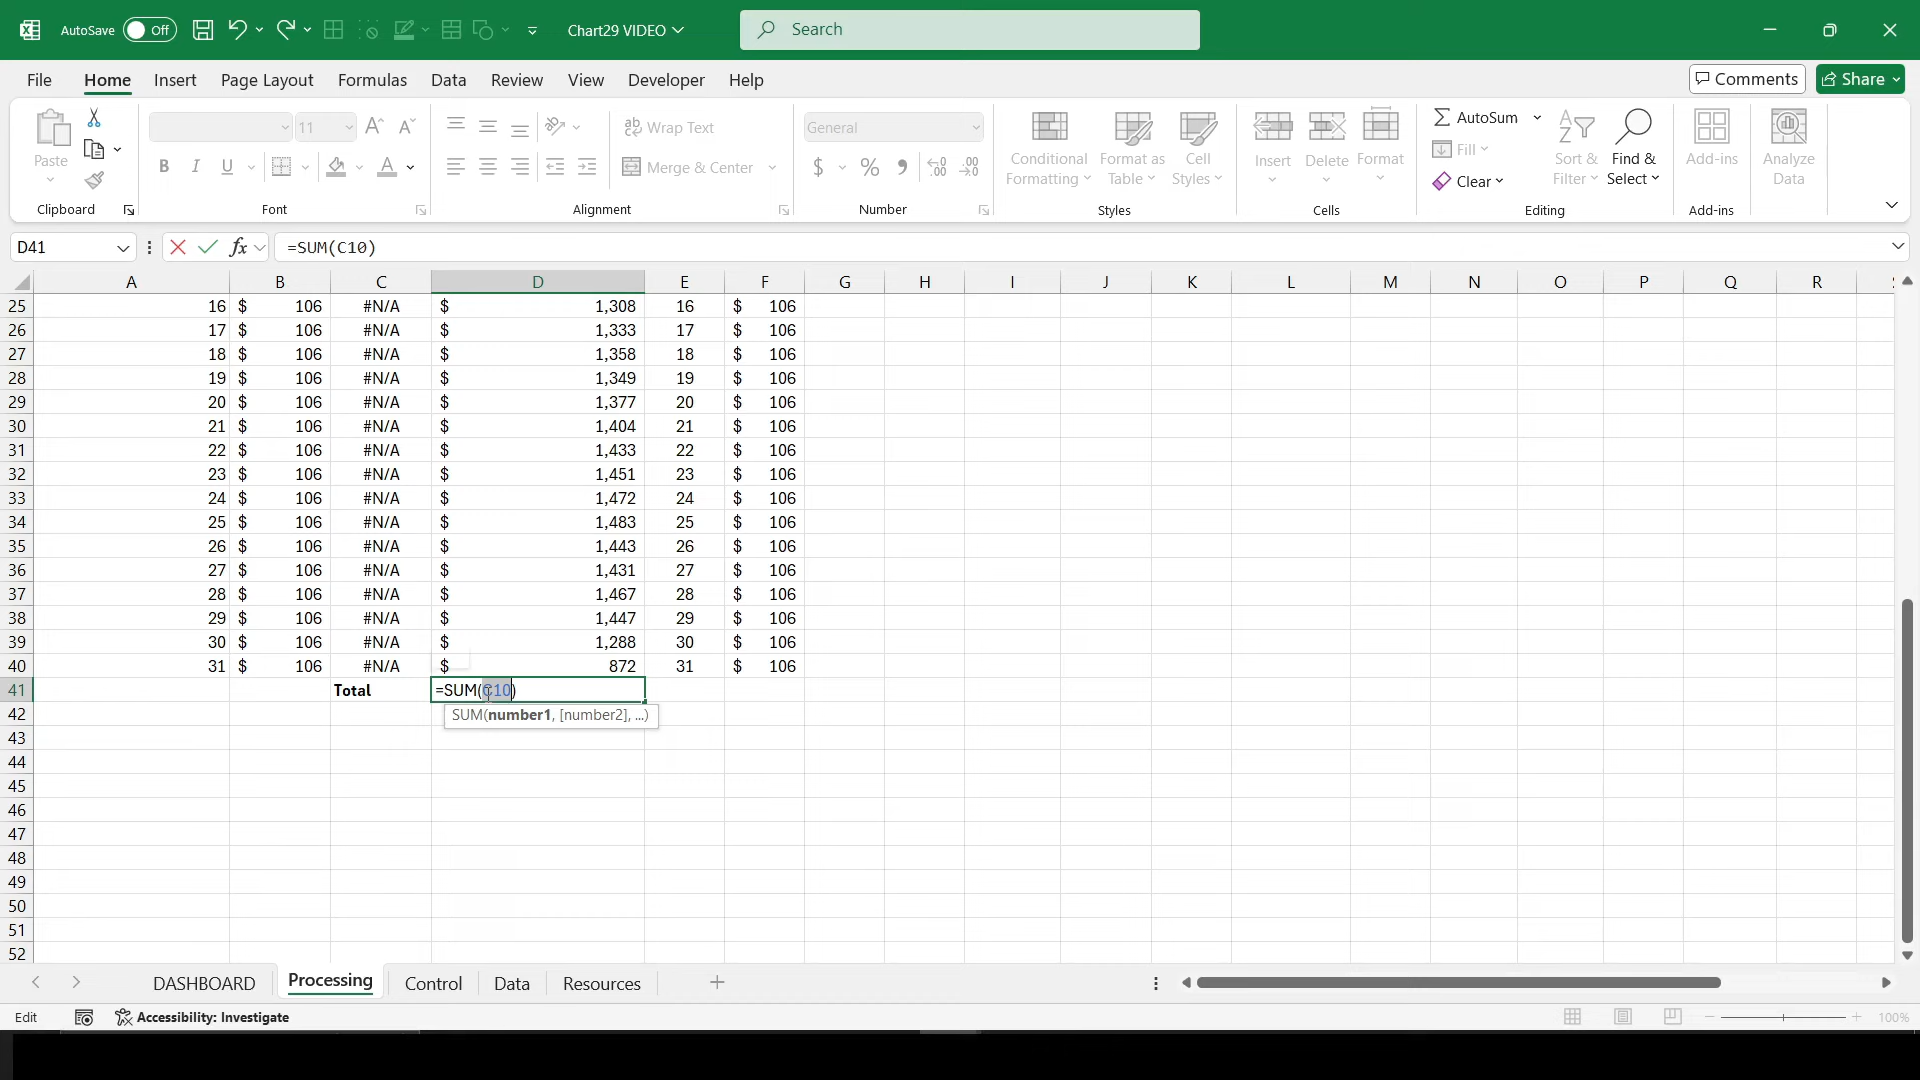 AutoSave Off Chart29 VIDEO Search
File Home Insert Page Layout Formulas Data Review View Developer Help Comments Share
Paste 11 Wrap Text General Conditional Formatting Format as Table Cell Styles Insert Delete Format AutoSum Fill Clear Sort & Filter Find & Select Add-ins Analyze Data
B I U Merge & Center $ %
Clipboard Font Alignment Number Styles Cells Editing Add-ins
D41 fx =SUM(C10)
A B C D E F G H I J K L M N O P Q R
25 16 $ 106 #N/A $ 1,308 16 $ 106
26 17 $ 106 #N/A $ 1,333 17 $ 106
27 18 $ 106 #N/A $ 1,358 18 $ 106
28 19 $ 106 #N/A $ 1,349 19 $ 106
29 20 $ 106 #N/A $ 1,377 20 $ 106
30 21 $ 106 #N/A $ 1,404 21 $ 106
31 22 $ 106 #N/A $ 1,433 22 $ 106
32 23 $ 106 #N/A $ 1,451 23 $ 106
33 24 $ 106 #N/A $ 1,472 24 $ 106
34 25 $ 106 #N/A $ 1,483 25 $ 106
35 26 $ 106 #N/A $ 1,443 26 $ 106
36 27 $ 106 #N/A $ 1,431 27 $ 106
37 28 $ 106 #N/A $ 1,467 28 $ 106
38 29 $ 106 #N/A $ 1,447 29 $ 106
39 30 $ 106 #N/A $ 1,288 30 $ 106
40 31 $ 106 #N/A $ 872 31 $ 106
41 Total =SUM(C10)
42 SUM(number1, [number2], ...)
43
44
45
46
47
48
49
50
51
52
DASHBOARD Processing Control Data Resources
Edit Accessibility: Investigate 100%